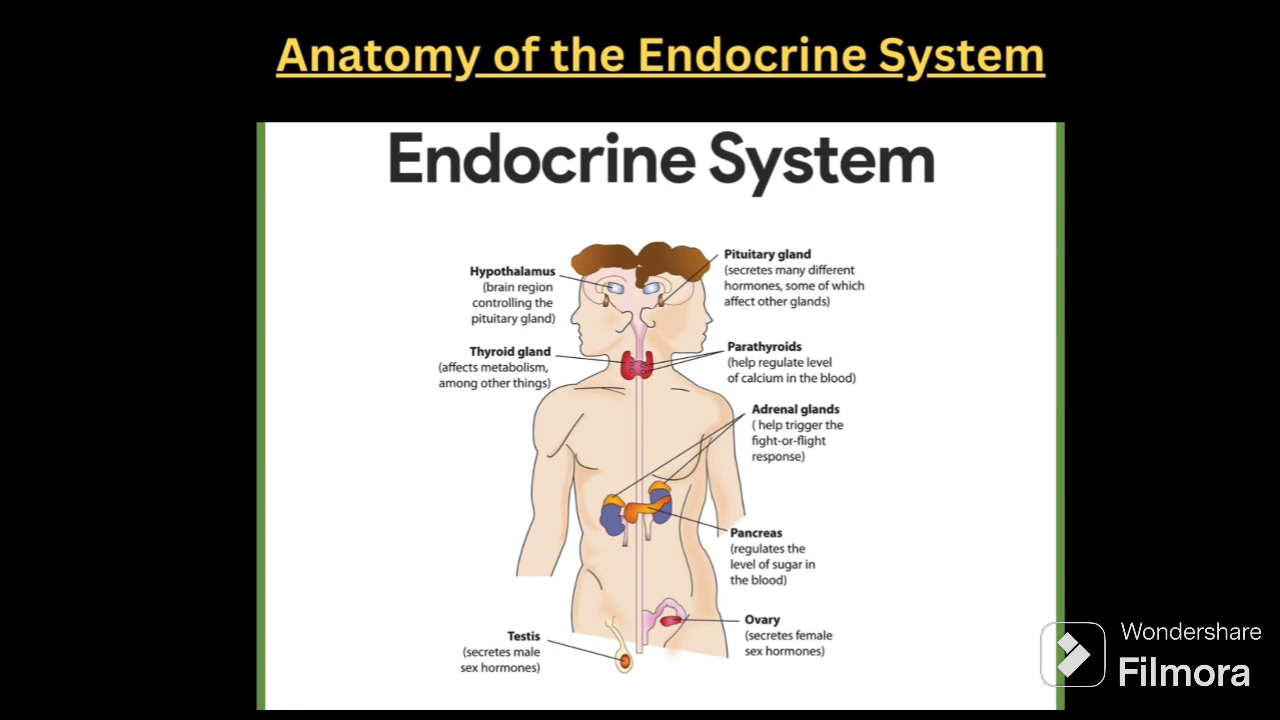 Anatomy of the Endocrine System
Endocrine System
Hypothalamus
(brain region
controlling the
pituitary gland)
Pituitary gland
(secretes many different
hormones, some of which
affect other glands)
Thyroid gland
(affects metabolism,
among other things)
Parathyroids
(help regulate level
of calcium in the blood)
Adrenal glands
( help trigger the
fight-or-flight
response)
Pancreas
(regulates the
level of sugar in
the blood)
Testis
(secretes male
sex hormones)
Ovary
(secretes female
sex hormones)
Wondershare
Filmora